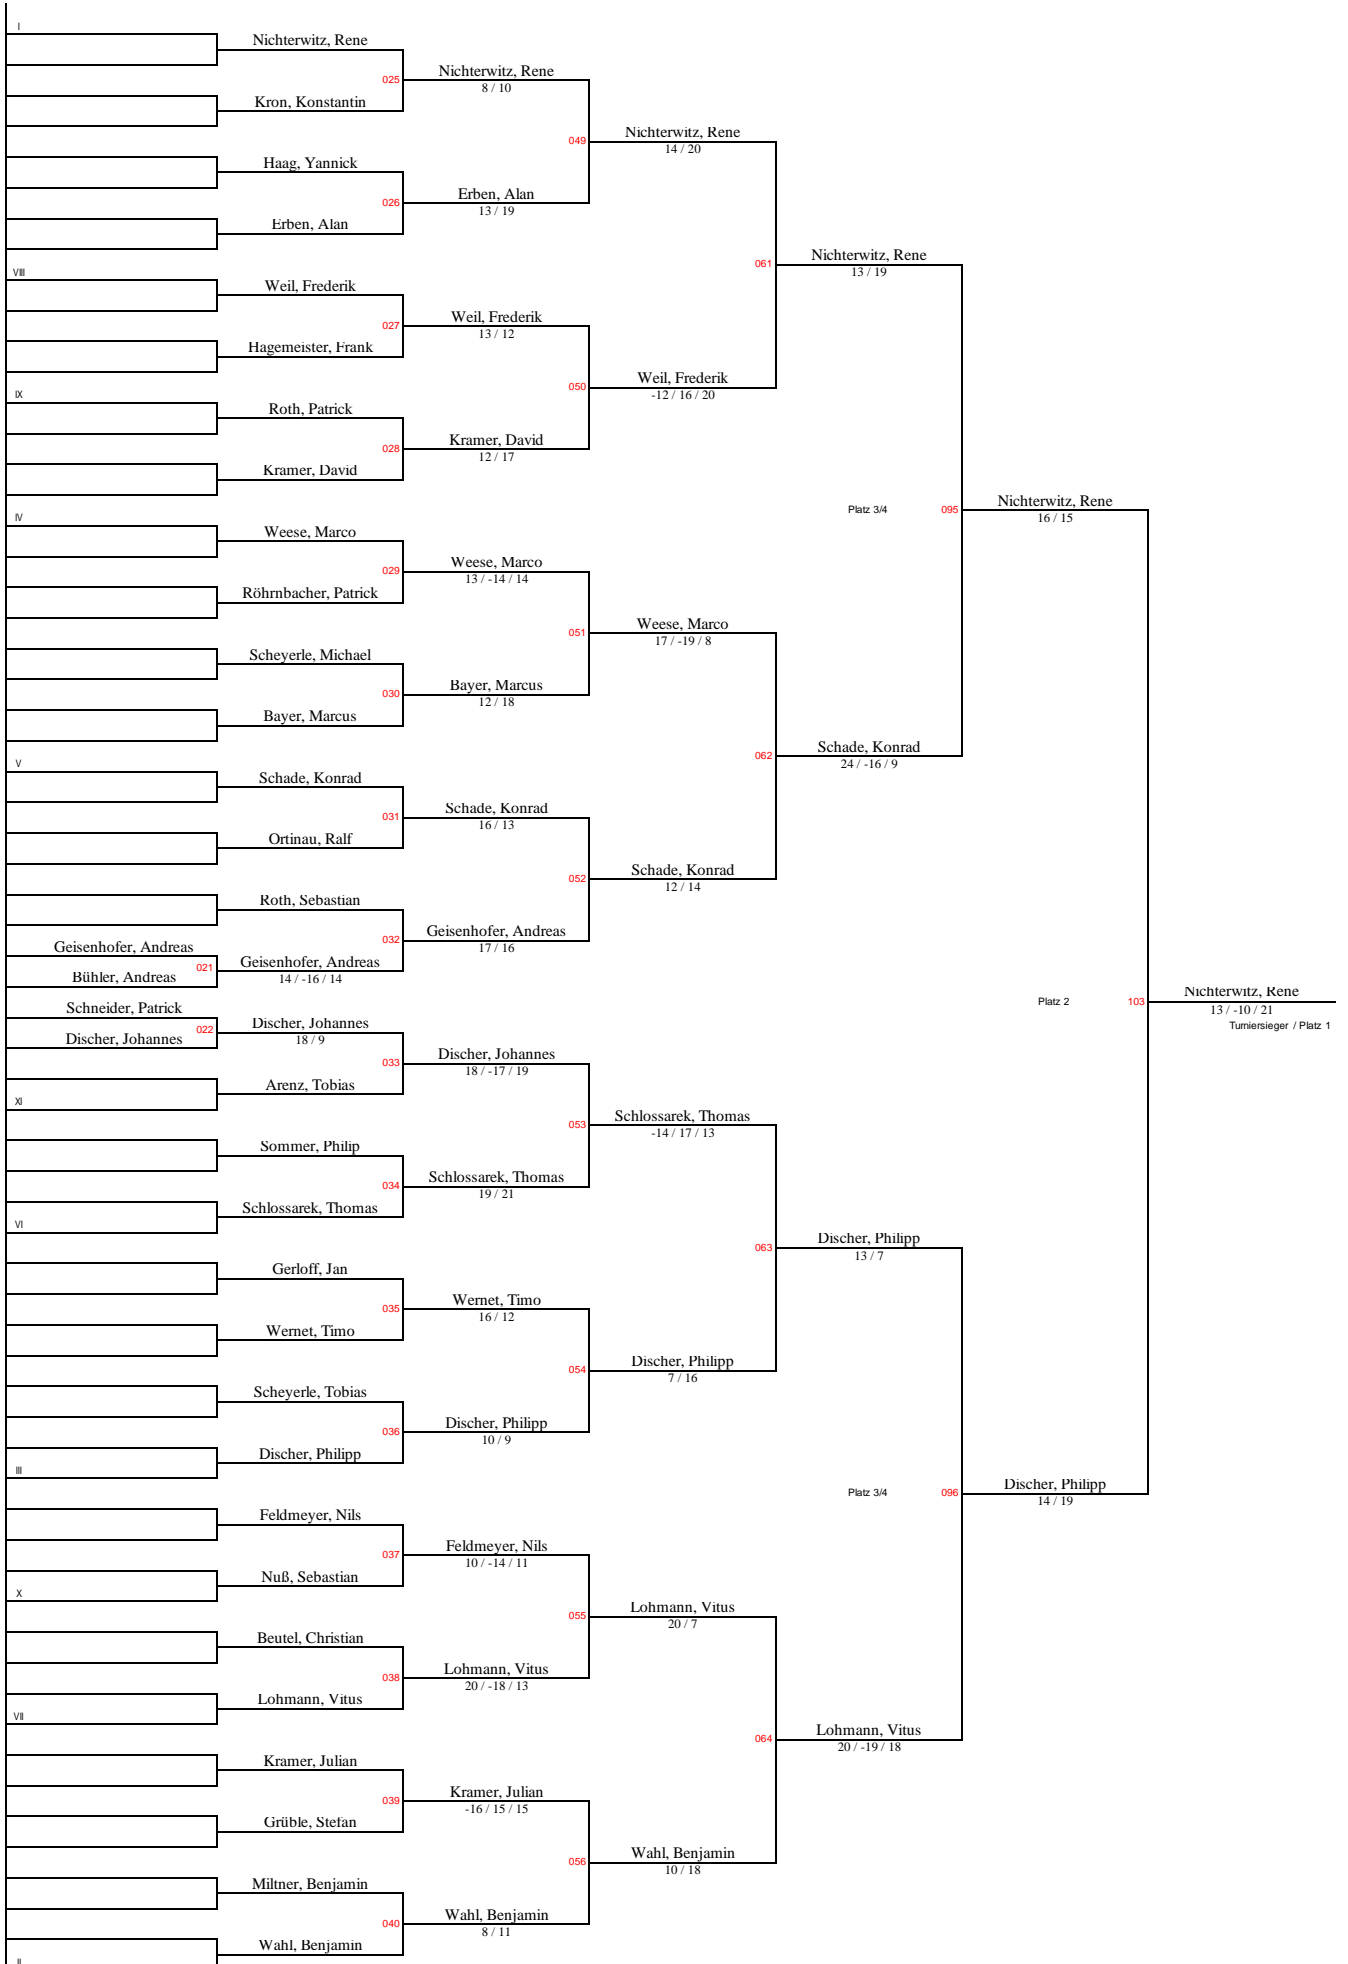 I
Nichterwitz, Rene
025
Nichterwitz, Rene
8 / 10
Kron, Konstantin
049
Nichterwitz, Rene
14 / 20
Haag, Yannick
026
Erben, Alan
13 / 19
Erben, Alan
061
Nichterwitz, Rene
13 / 19
VIII
Weil, Frederik
027
Weil, Frederik
13 / 12
Hagemeister, Frank
050
Weil, Frederik
-12 / 16 / 20
IX
Roth, Patrick
028
Kramer, David
12 / 17
Kramer, David
Platz 3/4
095
Nichterwitz, Rene
16 / 15
IV
Weese, Marco
029
Weese, Marco
13 / -14 / 14
Röhrnbacher, Patrick
051
Weese, Marco
17 / -19 / 8
Scheyerle, Michael
030
Bayer, Marcus
12 / 18
Bayer, Marcus
062
Schade, Konrad
24 / -16 / 9
V
Schade, Konrad
031
Schade, Konrad
16 / 13
Ortinau, Ralf
052
Schade, Konrad
12 / 14
Roth, Sebastian
032
Geisenhofer, Andreas
17 / 16
Geisenhofer, Andreas
021
Geisenhofer, Andreas
14 / -16 / 14
Bühler, Andreas
Platz 2
103
Nichterwitz, Rene
13 / -10 / 21
Turniersieger / Platz 1
Schneider, Patrick
022
Discher, Johannes
18 / 9
Discher, Johannes
033
Discher, Johannes
18 / -17 / 19
Arenz, Tobias
XI
053
Schlossarek, Thomas
-14 / 17 / 13
Sommer, Philip
034
Schlossarek, Thomas
19 / 21
Schlossarek, Thomas
VI
063
Discher, Philipp
13 / 7
Gerloff, Jan
035
Wernet, Timo
16 / 12
Wernet, Timo
054
Discher, Philipp
7 / 16
Scheyerle, Tobias
036
Discher, Philipp
10 / 9
Discher, Philipp
III
Platz 3/4
096
Discher, Philipp
14 / 19
Feldmeyer, Nils
037
Feldmeyer, Nils
10 / -14 / 11
Nuß, Sebastian
X
055
Lohmann, Vitus
20 / 7
Beutel, Christian
038
Lohmann, Vitus
20 / -18 / 13
Lohmann, Vitus
VII
064
Lohmann, Vitus
20 / -19 / 18
Kramer, Julian
039
Kramer, Julian
-16 / 15 / 15
Grüble, Stefan
056
Wahl, Benjamin
10 / 18
Miltner, Benjamin
040
Wahl, Benjamin
8 / 11
Wahl, Benjamin
II